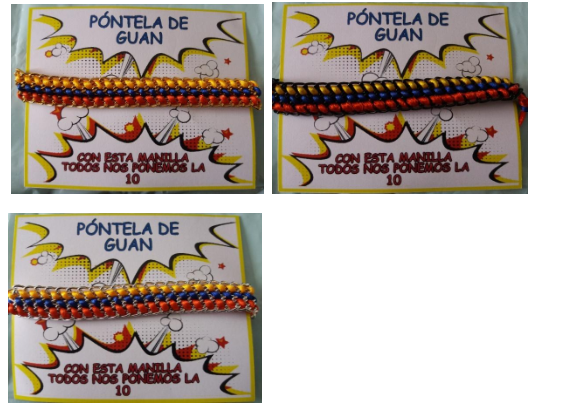 PÓNTELA DE
GUAN
CON ESTA MANILLA
TODOS NOS PONEMOS LA
10
PÓNTELA DE
GUAN
CON ESTA MANILLA
TODOS NOS PONEMOS LA
10
PÓNTELA DE
GUAN
CON ESTA MANILLA
TODOS NOS PONEMOS LA
10